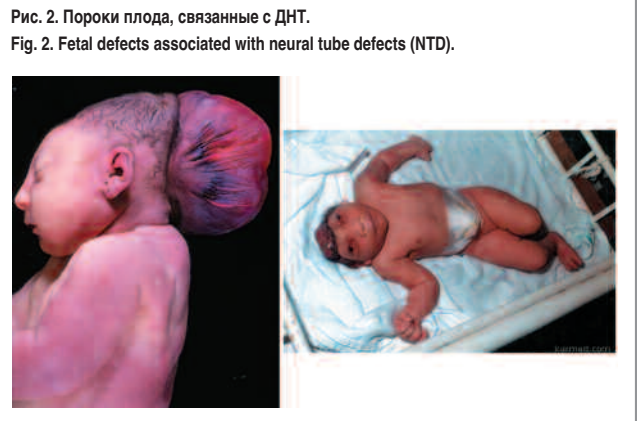 Рис. 2. Пороки плода, связанные с ДНТ.
Fig. 2. Fetal defects associated with neural tube defects (NTD).